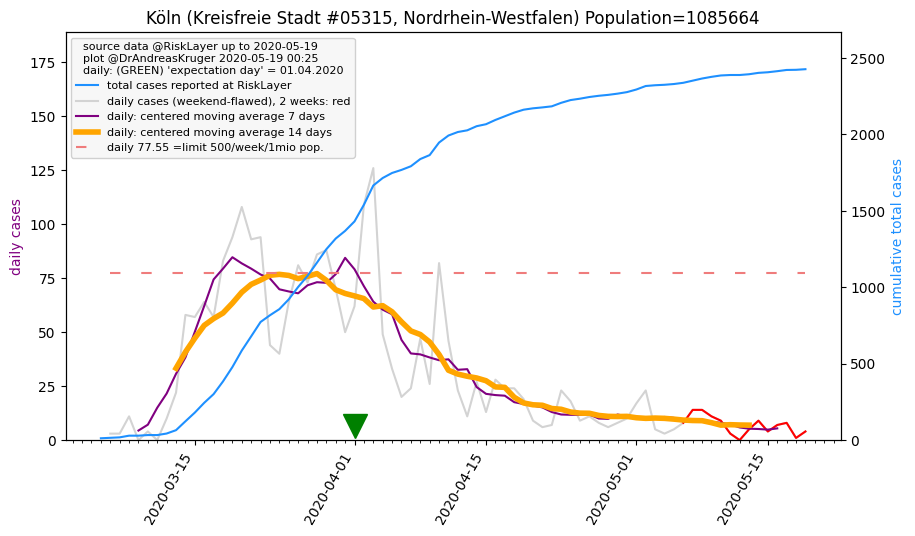 Köln (Kreisfreie Stadt #05315, Nordrhein-Westfalen) Population=1085664
source data @RiskLayer up to 2020-05-19
plot @DrAndreasKruger 2020-05-19 00:25
daily: (GREEN) 'expectation day' = 01.04.2020
total cases reported at RiskLayer
daily cases (weekend-flawed), 2 weeks: red
daily: centered moving average 7 days
daily: centered moving average 14 days
daily 77.55 =limit 500/week/1mio pop.
daily cases
175
150
125
100
75
50
25
0
cumulative total cases
2500
2000
1500
1000
500
0
2020-03-15
2020-04-01
2020-04-15
2020-05-01
2020-05-15